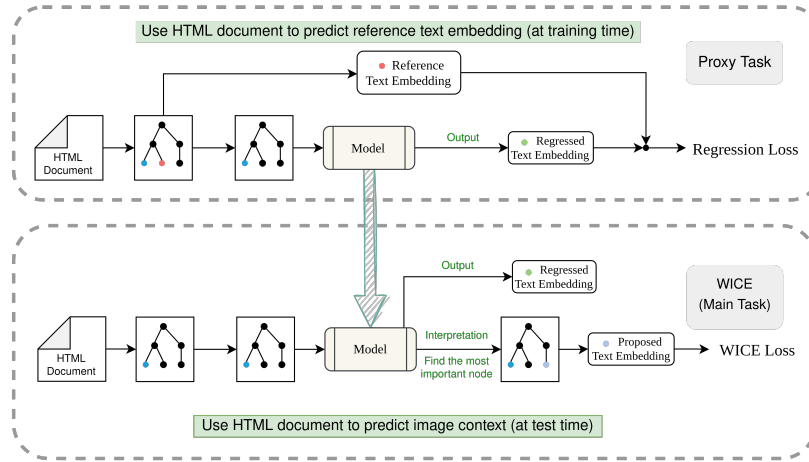 Use HTML document to predict reference text embedding (at training time)
Reference
Text Embedding
Proxy Task
HTML
Document
Model
Output
Regressed
Text Embedding
Regression Loss
Output
Regressed
Text Embedding
WICE
(Main Task)
HTML
Document
Model
Interpretation
Find the most
important node
Proposed
Text Embedding
WICE Loss
Use HTML document to predict image context (at test time)